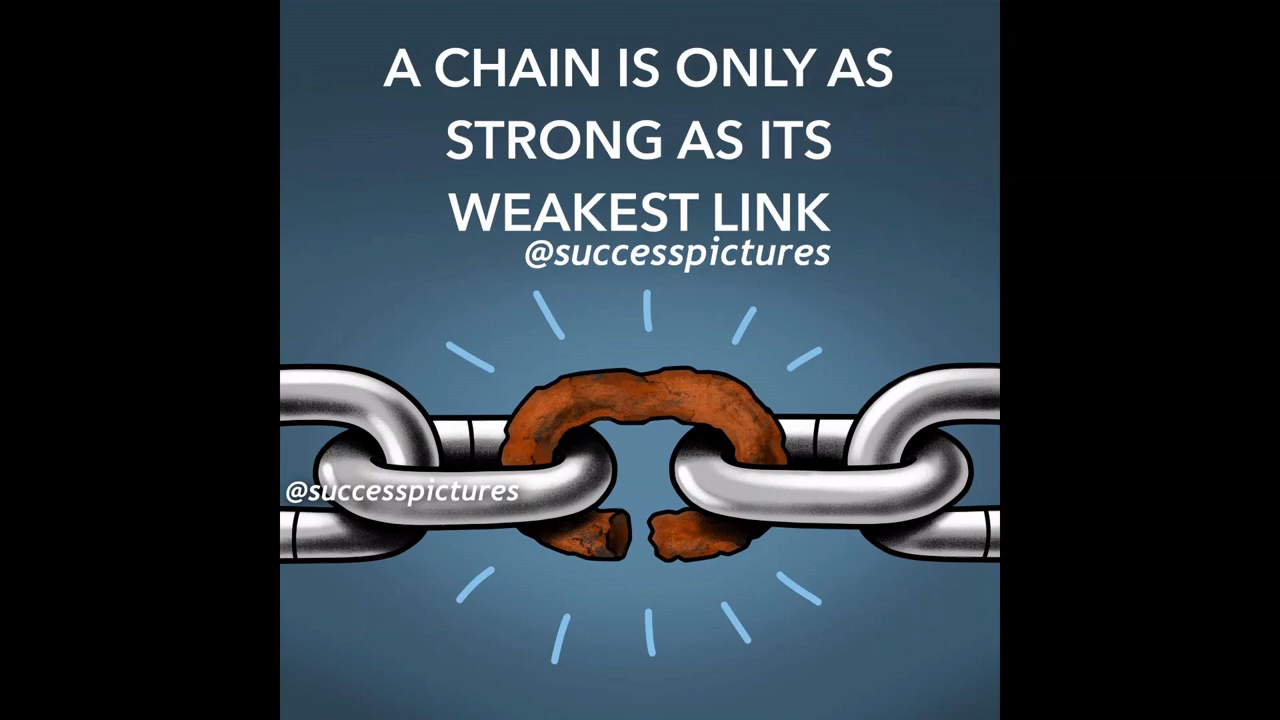 A CHAIN IS ONLY AS
STRONG AS ITS
WEAKEST LINK
@successpictures
@successpictures